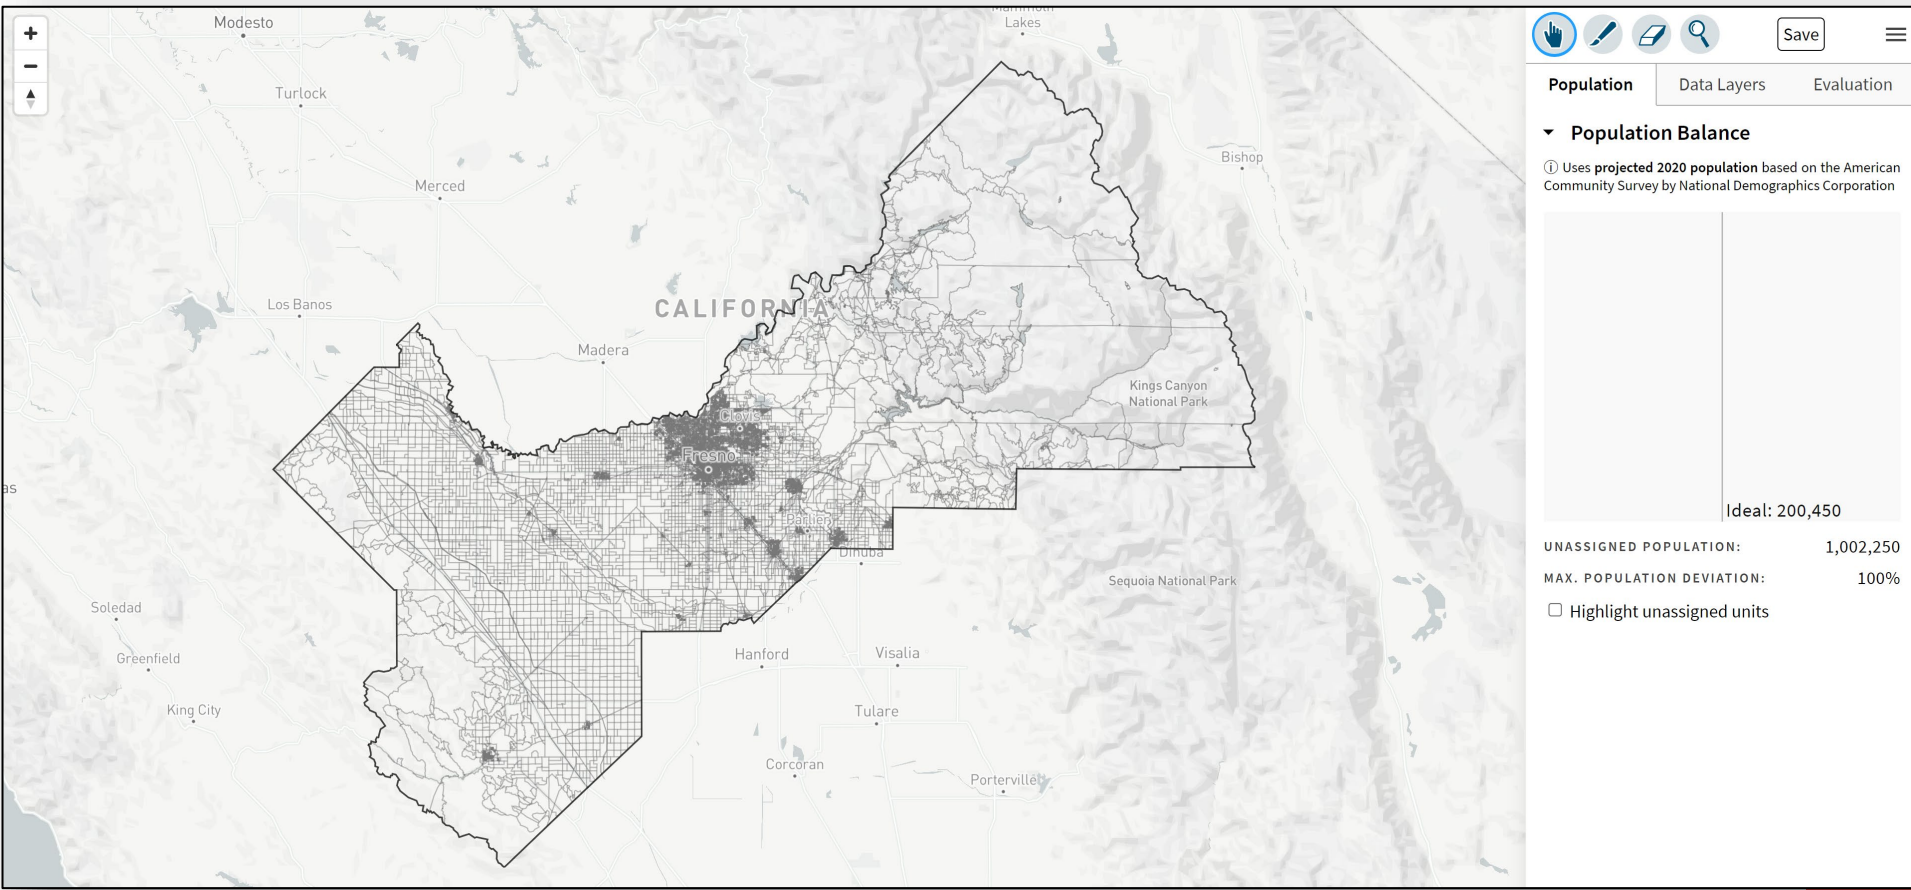 Modesto
Mammoth
Lakes
Turlock
Bishop
Merced
Los Banos
CALIFORNIA
Madera
Kings Canyon
National Park
Clovis
Fresno
as
Parlier
Dinuba
Sequoia National Park
Soledad
Hanford
Visalia
Greenfield
King City
Tulare
Corcoran
Porterville
+
−
Save
Population
Data Layers
Evaluation
Population Balance
ⓘ Uses projected 2020 population based on the American
Community Survey by National Demographics Corporation
Ideal: 200,450
UNASSIGNED POPULATION: 1,002,250
MAX. POPULATION DEVIATION: 100%
Highlight unassigned units